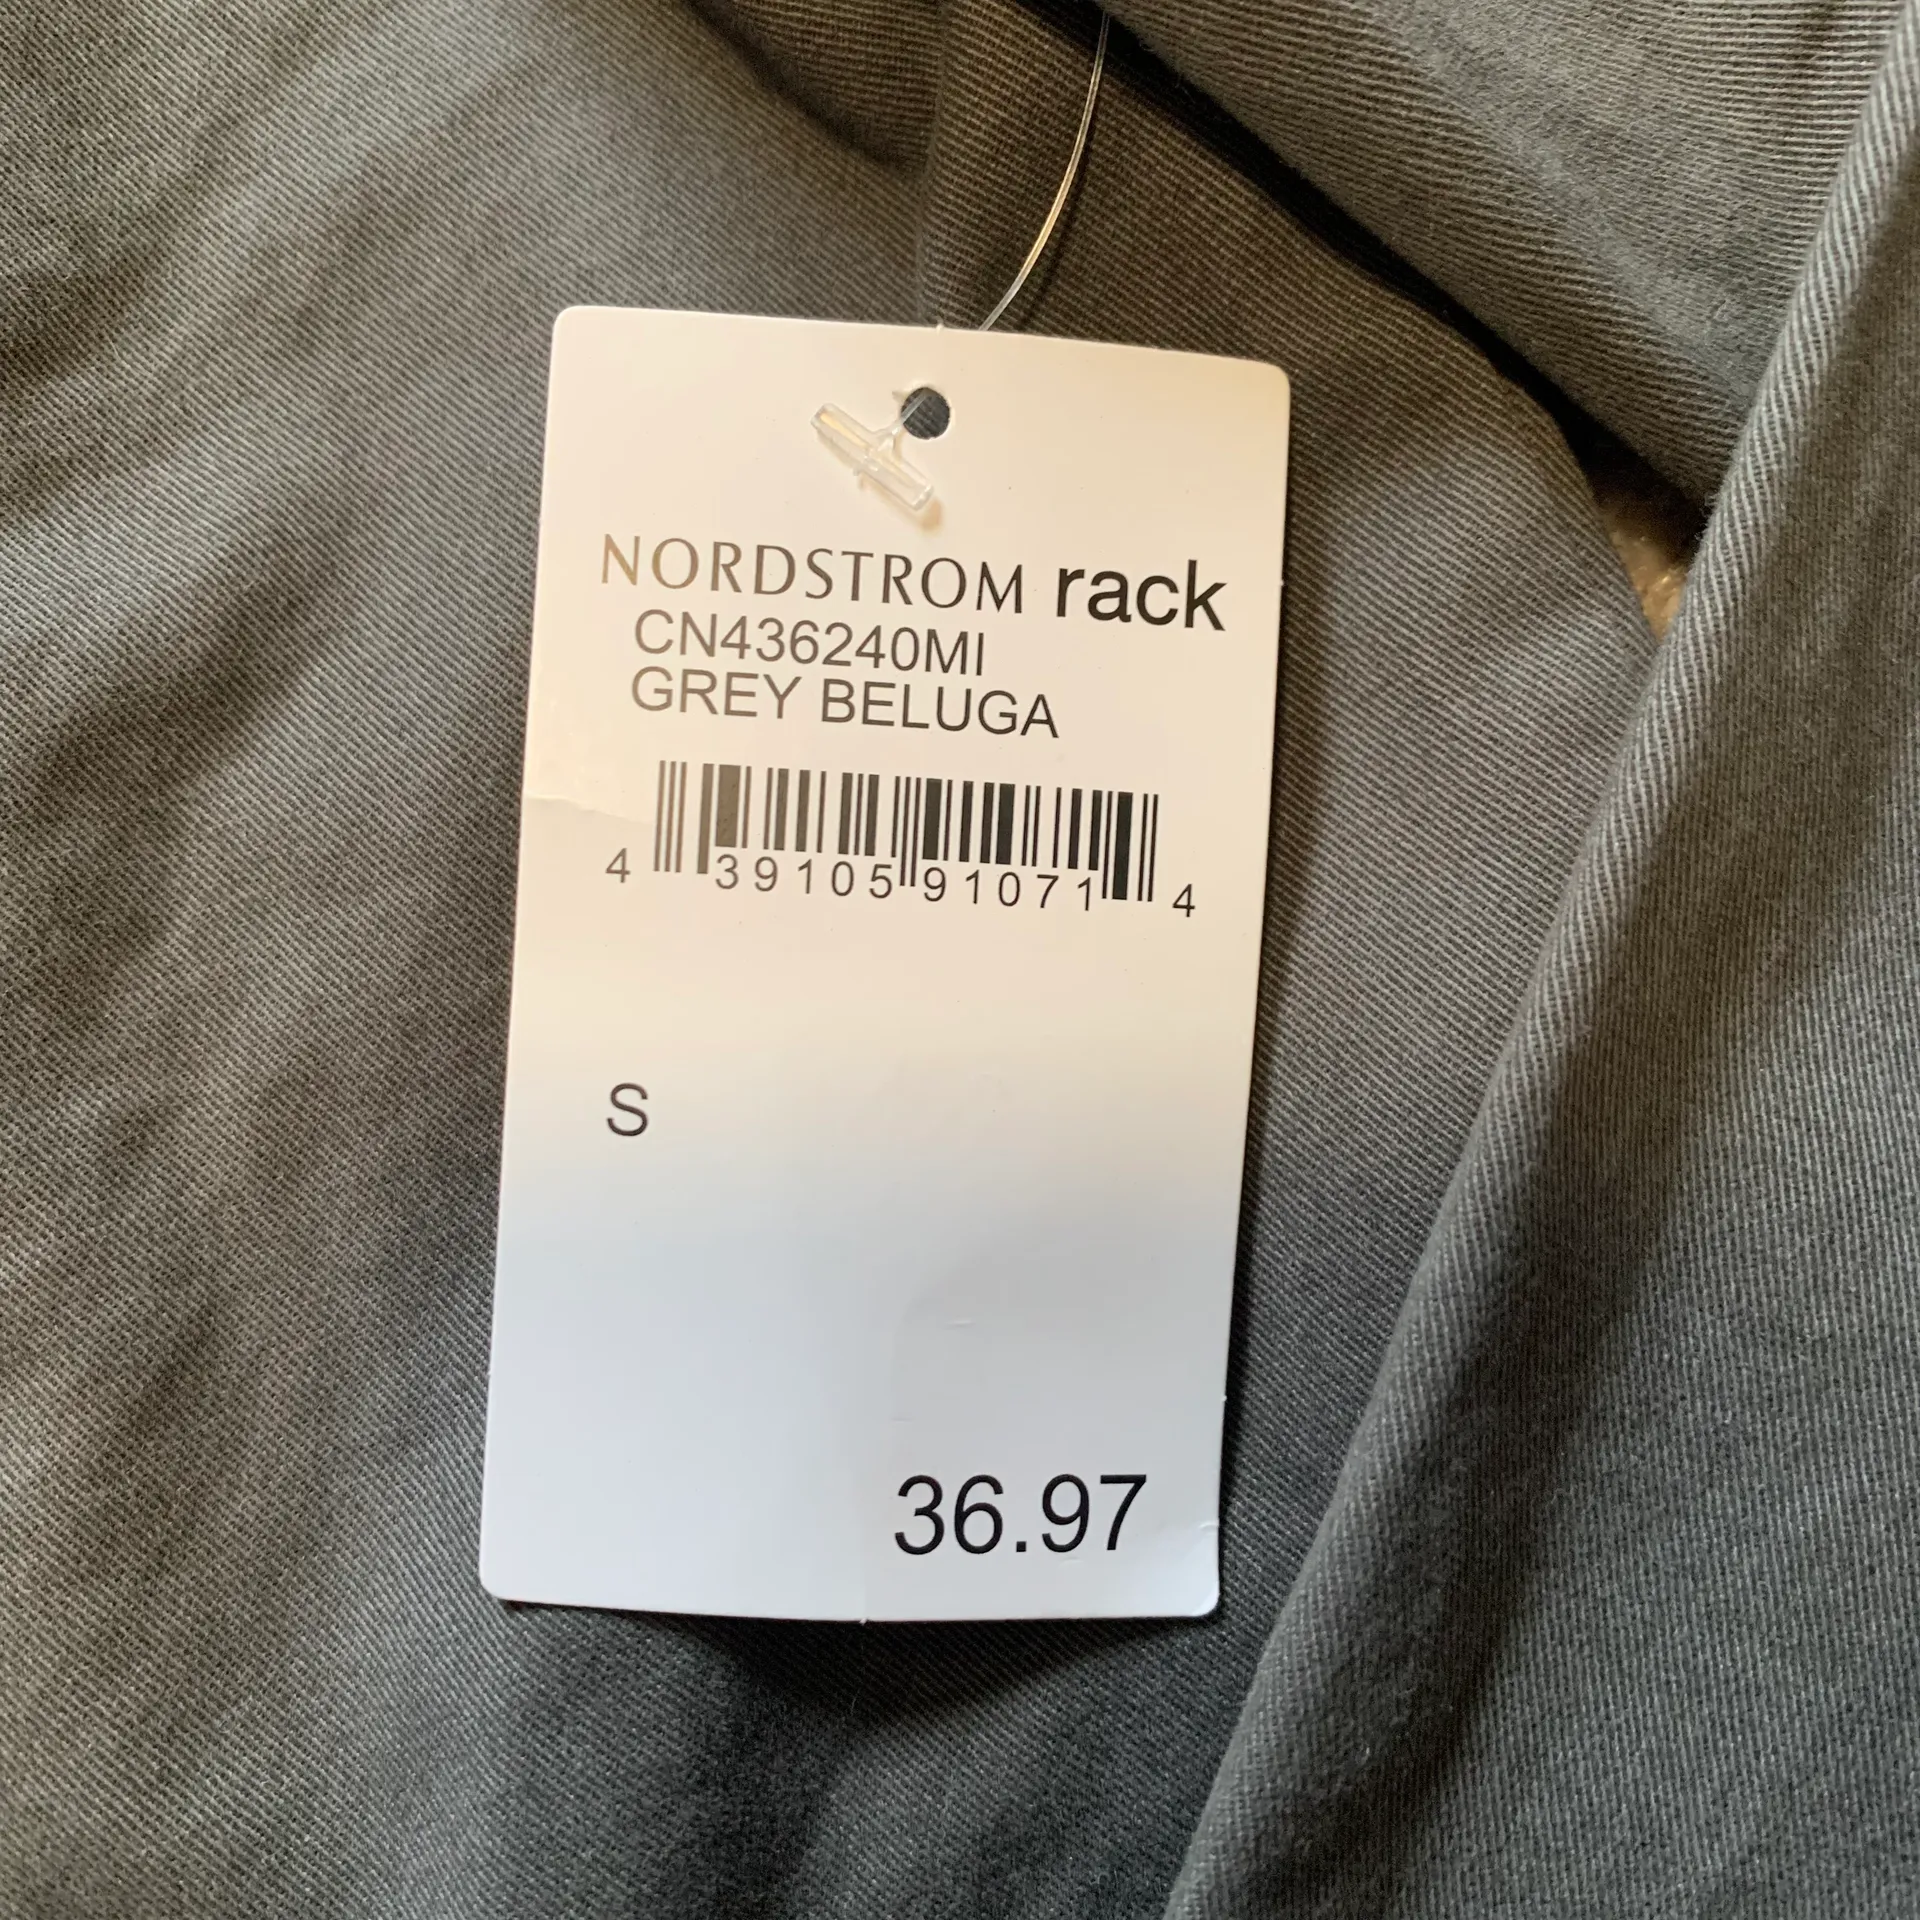 NORDSTROM rack
CN436240MI
GREY BELUGA
4 39105 91071 4
S
36.97